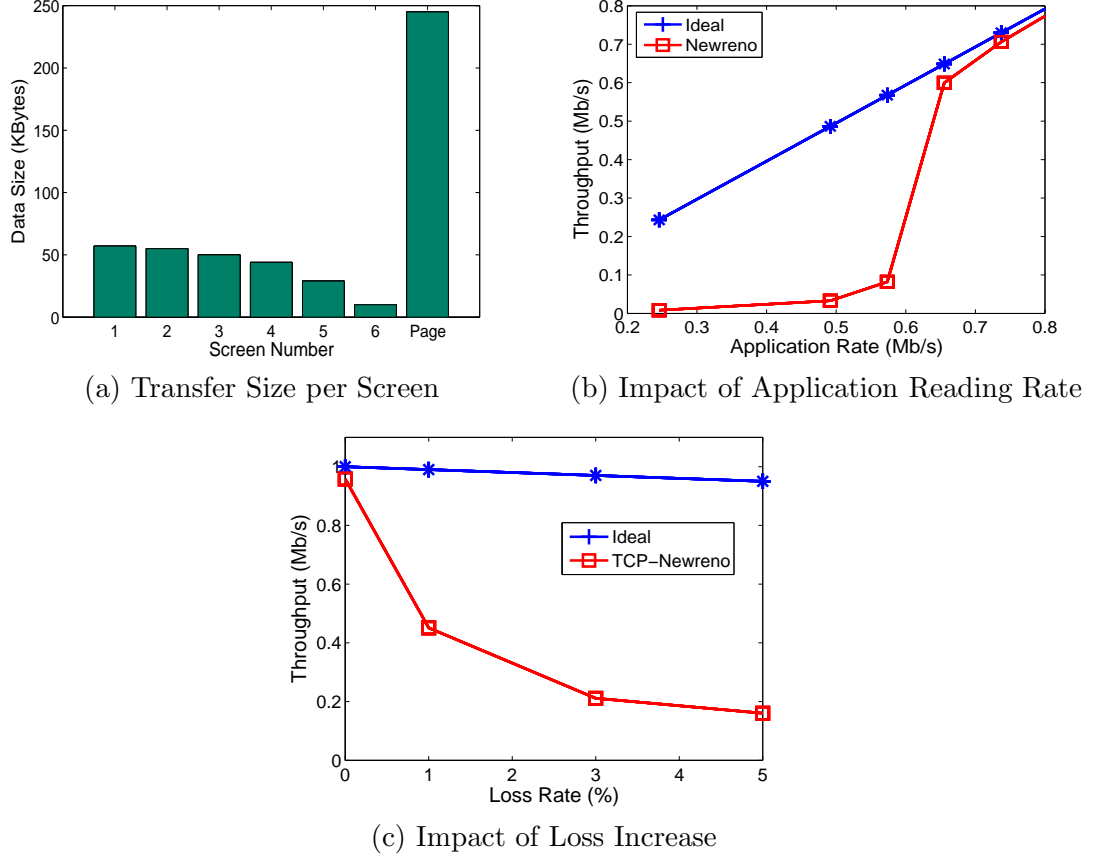 250
200
150
100
50
0
Data Size (KBytes)
1 2 3 4 5 6 Page
Screen Number
(a) Transfer Size per Screen
0.8
0.7
0.6
0.5
0.4
0.3
0.2
0.1
0
Throughput (Mb/s)
Ideal
Newreno
0.2 0.3 0.4 0.5 0.6 0.7 0.8
Application Rate (Mb/s)
(b) Impact of Application Reading Rate
1
0.8
0.6
0.4
0.2
0
Throughput (Mb/s)
Ideal
TCP−Newreno
0 1 2 3 4 5
Loss Rate (%)
(c) Impact of Loss Increase